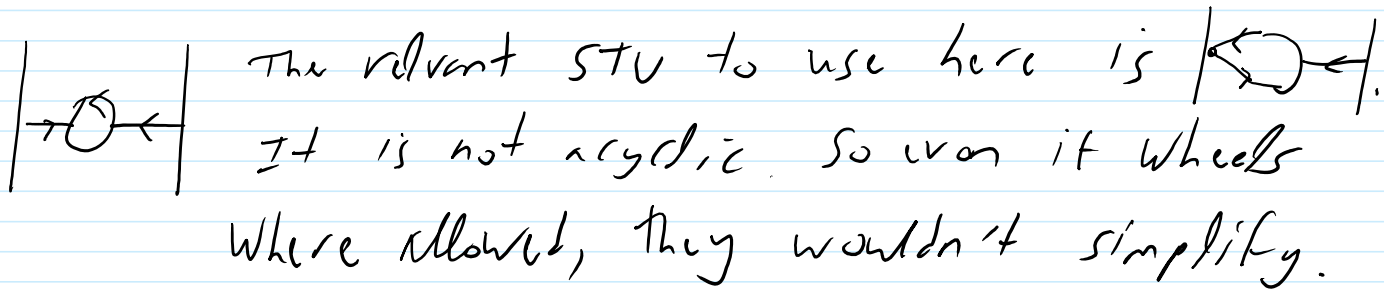 The relvant STU to use here is .
It is not acyclic. So even if wheels
where allowed, they wouldn't simplify.